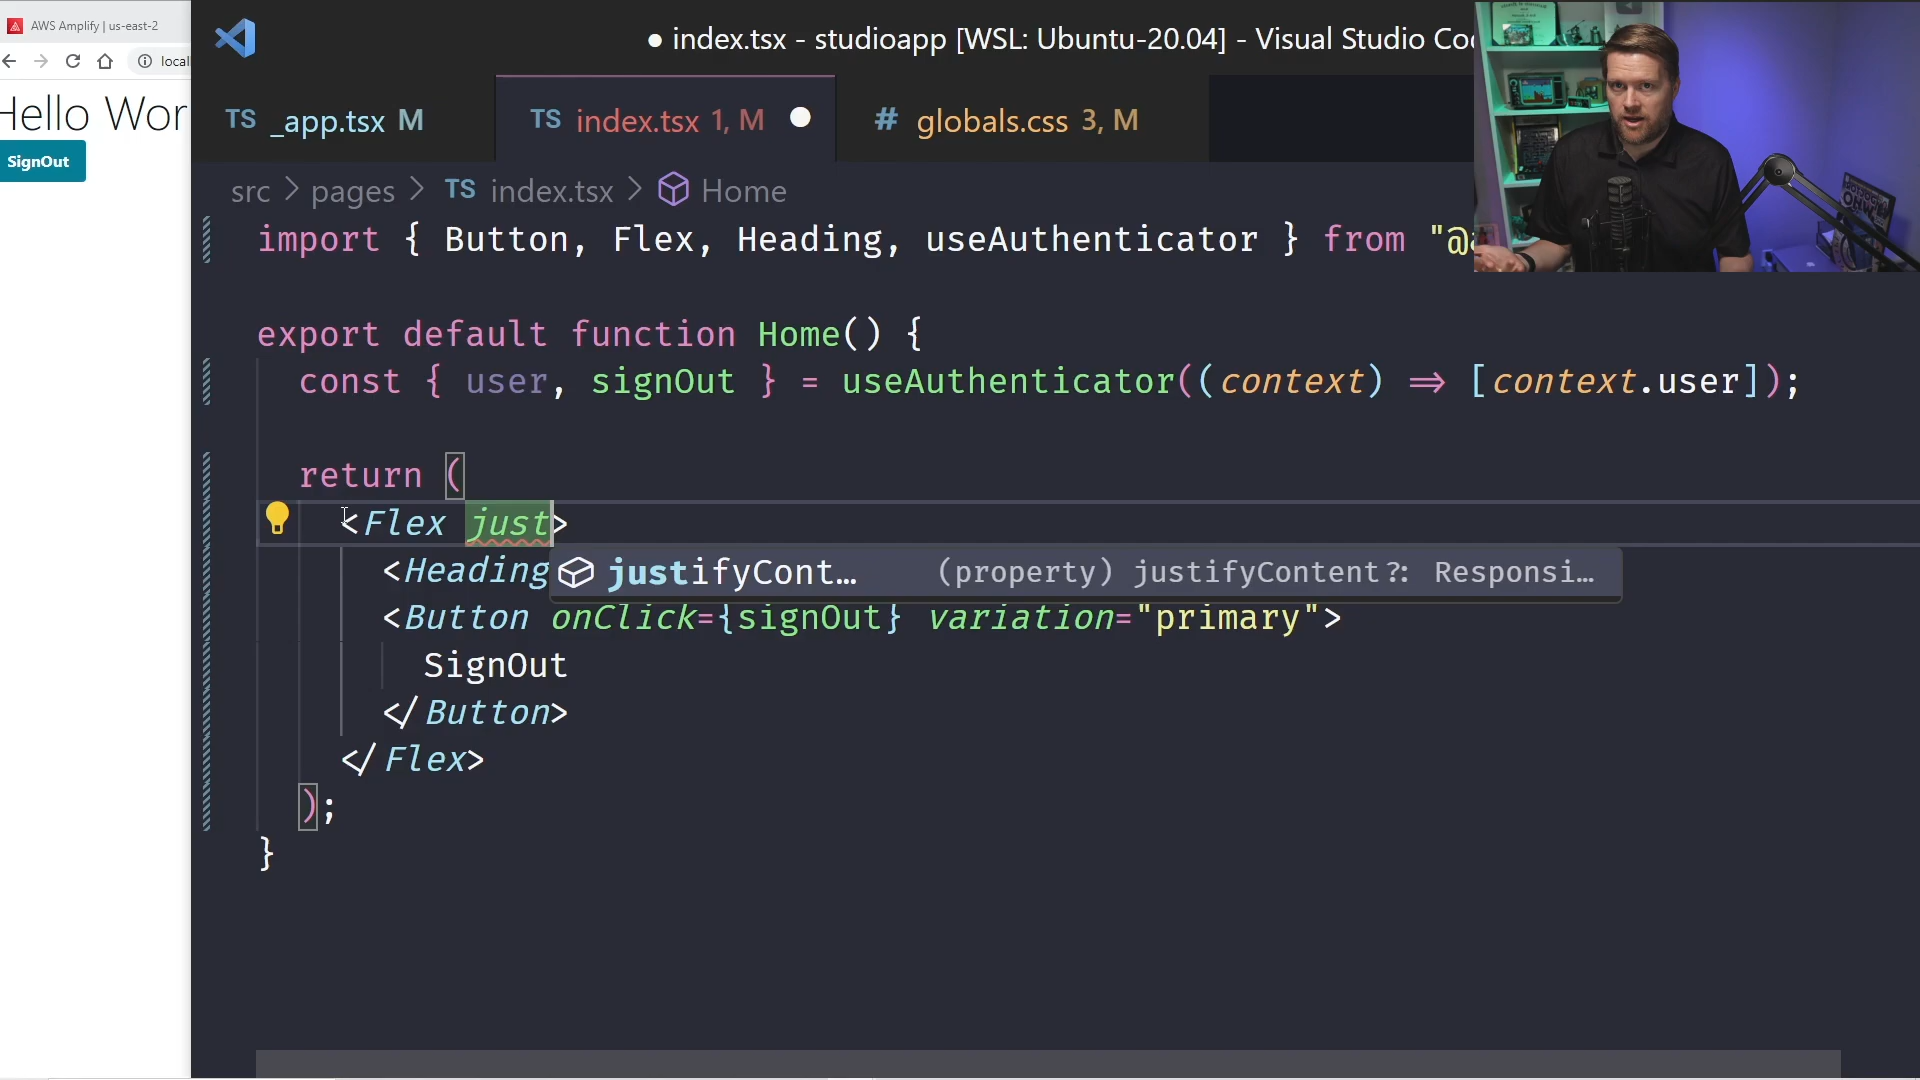 AWS Amplify | us-east-2
local
Hello Wor
SignOut
● index.tsx - studioapp [WSL: Ubuntu-20.04] - Visual Studio Co
TS _app.tsx M
TS index.tsx 1, M ●
# globals.css 3, M
src > pages > TS index.tsx > Home
import { Button, Flex, Heading, useAuthenticator } from "@
export default function Home() {
const { user, signOut } = useAuthenticator((context) => [context.user]);
return (
<Flex just>
<Heading
justifyCont… (property) justifyContent?: Responsi…
<Button onClick={signOut} variation="primary">
SignOut
</Button>
</Flex>
);
}